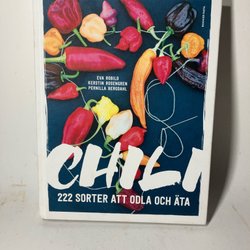 EVA ROBILD
KERSTIN ROSENGREN
PERNILLA BERGDAHL
CHILI
222 SORTER ATT ODLA OCH ÄTA